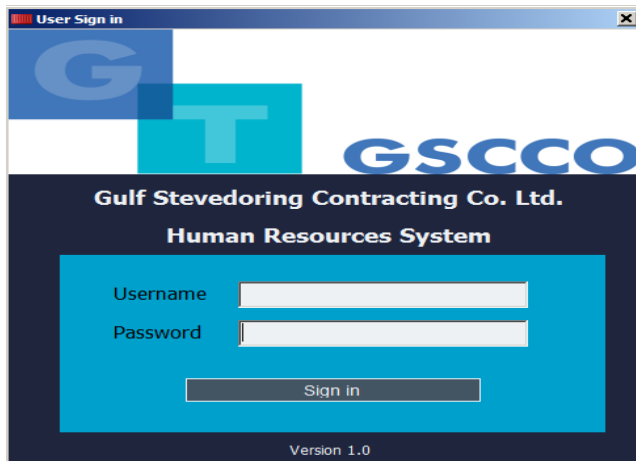 User Sign in
G
T
GSCCO
Gulf Stevedoring Contracting Co. Ltd.
Human Resources System
Username
Password
Sign in
Version 1.0